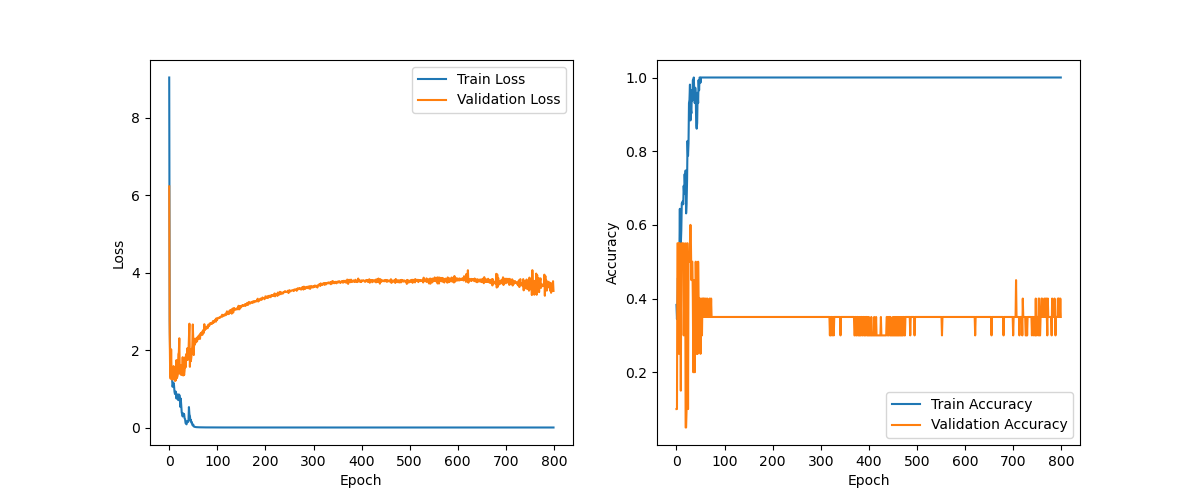 Train Loss
Validation Loss
8
6
4
2
0
Loss
0 100 200 300 400 500 600 700 800
Epoch
1.0
0.8
0.6
0.4
0.2
Accuracy
Train Accuracy
Validation Accuracy
0 100 200 300 400 500 600 700 800
Epoch